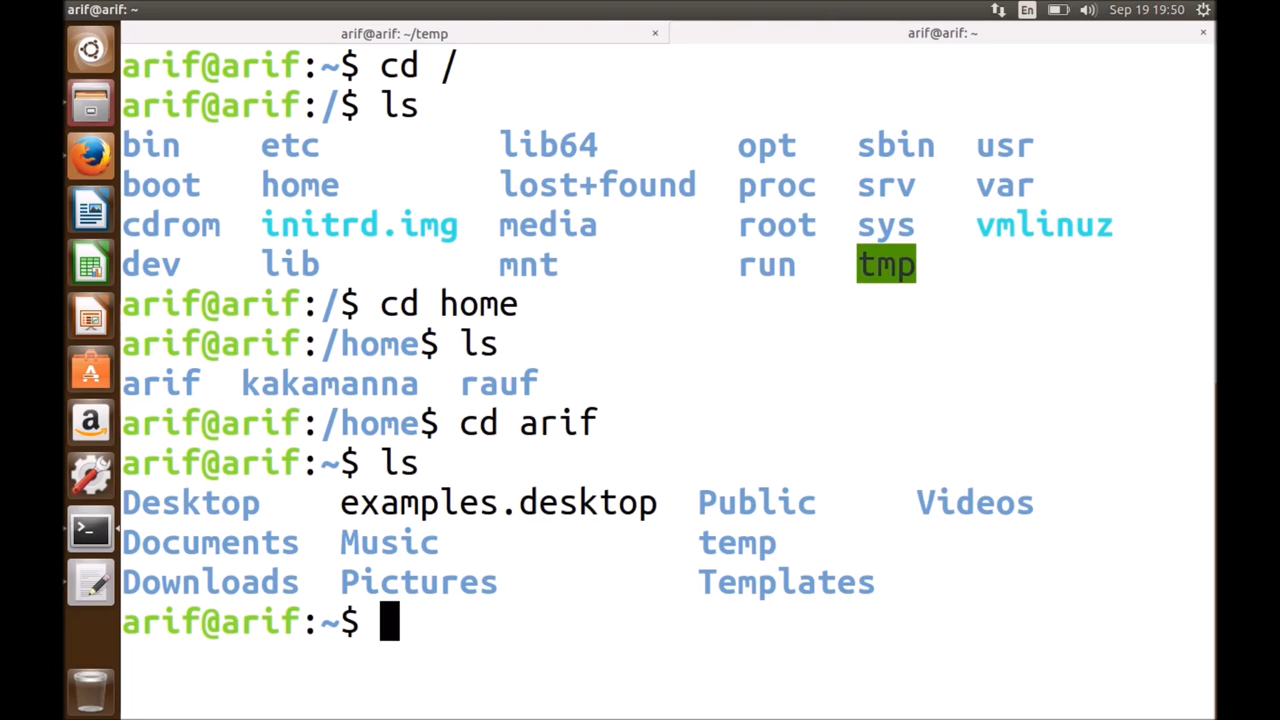 arif@arif: ~
En
Sep 19 19:50
arif@arif: ~/temp × arif@arif: ~ ×
arif@arif:~$ cd /
arif@arif:/$ ls
bin etc lib64 opt sbin usr
boot home lost+found proc srv var
cdrom initrd.img media root sys vmlinuz
dev lib mnt run tmp
arif@arif:/$ cd home
arif@arif:/home$ ls
arif kakamanna rauf
arif@arif:/home$ cd arif
arif@arif:~$ ls
Desktop examples.desktop Public Videos
Documents Music temp
Downloads Pictures Templates
arif@arif:~$